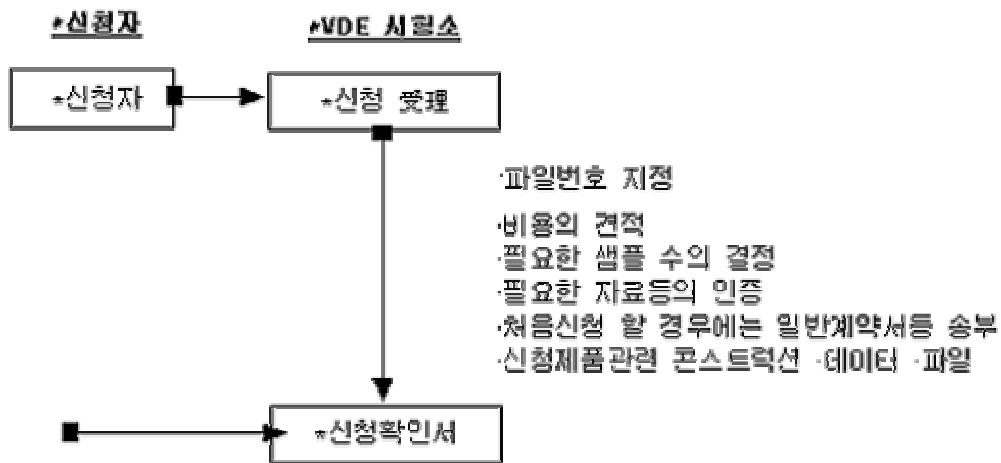 *신청자
*VDE 시험소
*신청자
*신청 受理
·파일번호 지정
·비용의 견적
·필요한 샘플 수의 결정
·필요한 자료등의 인증
·처음신청 할 경우에는 일반계약서등 송부
·신청제품관련 콘스트럭션 ·데이터 ·파일
*신청확인서